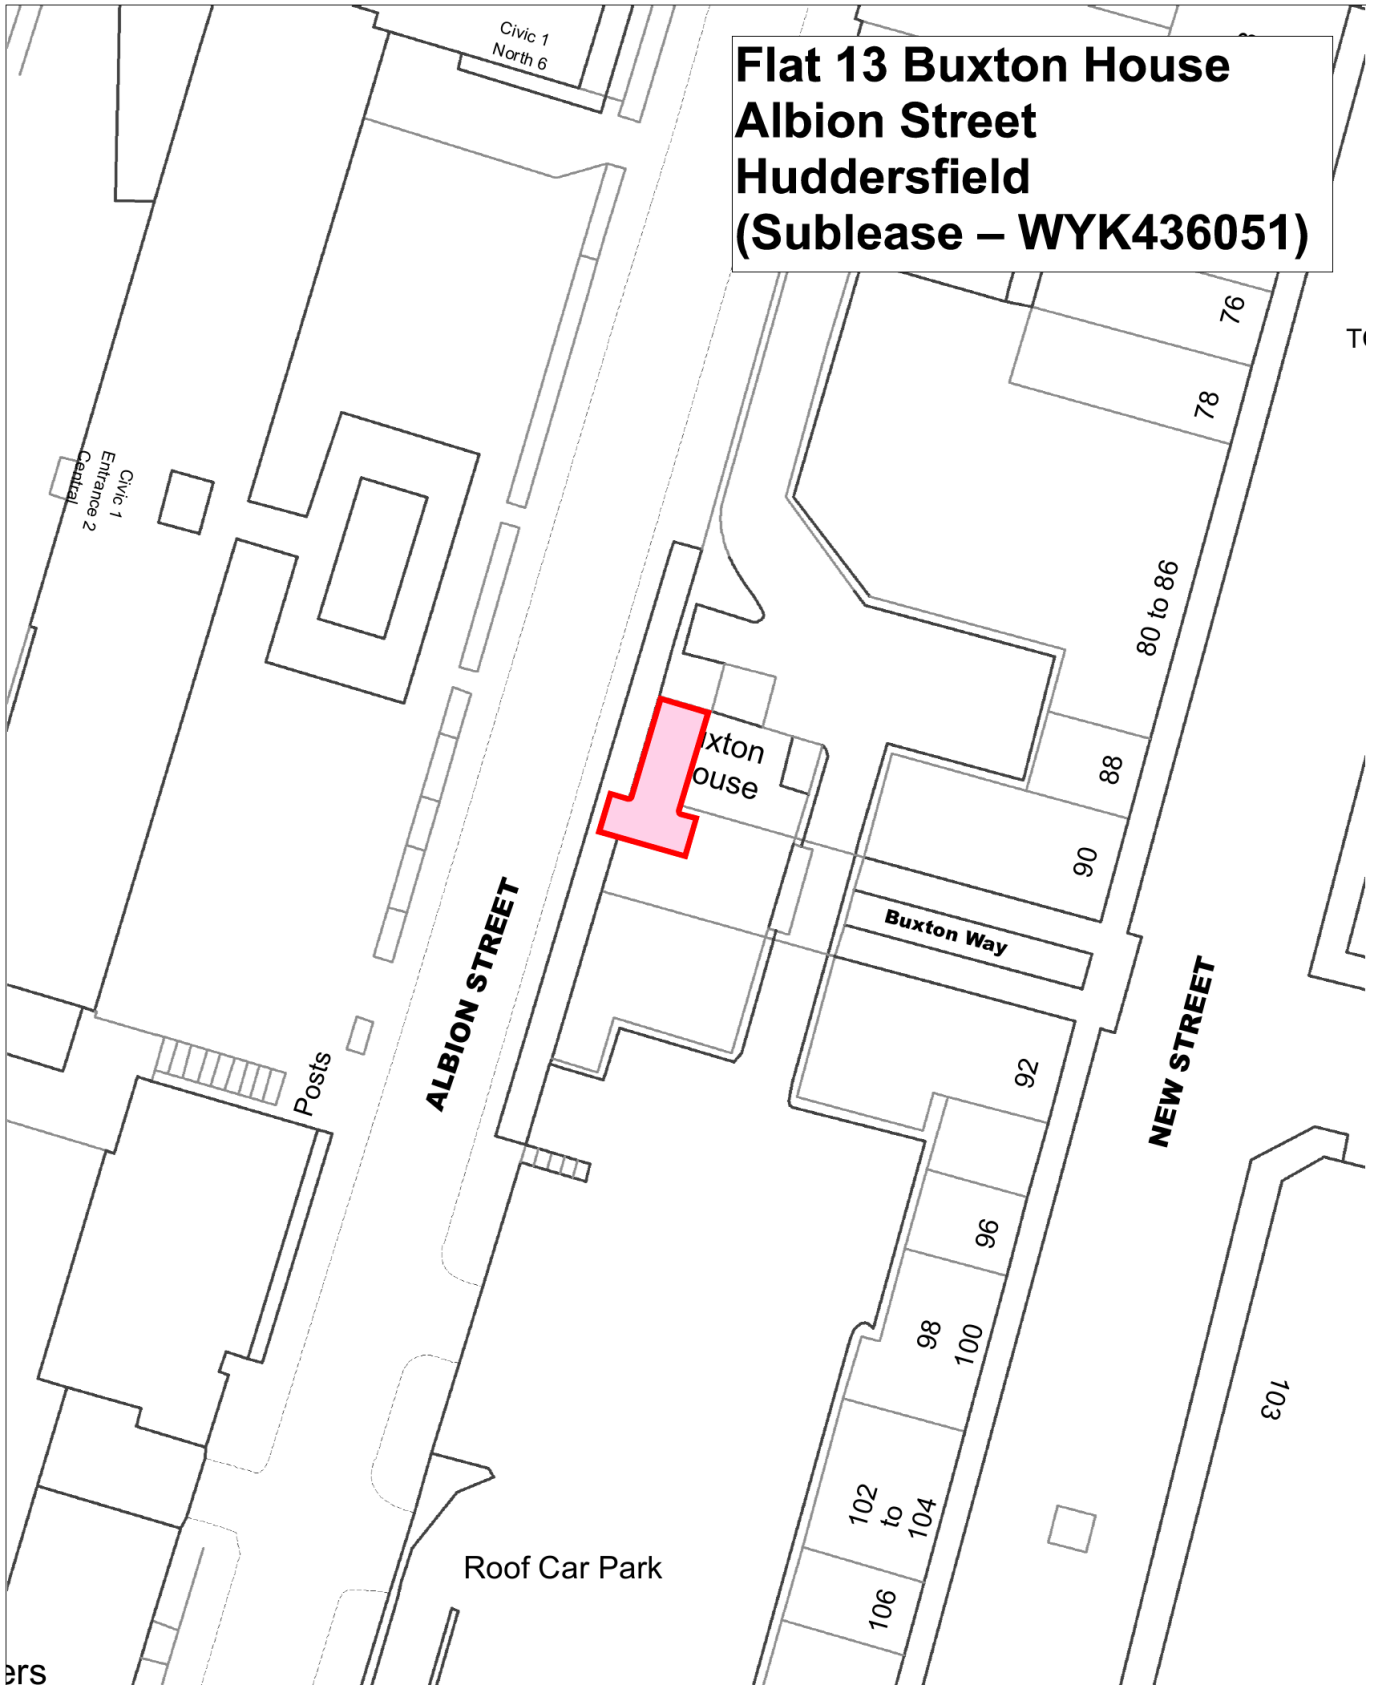 Civic 1
North 6
Flat 13 Buxton House
Albion Street
Huddersfield
(Sublease – WYK436051)
76
78
Civic 1
Entrance 2
Central
80 to 86
xton
ouse
88
90
Buxton Way
ALBION STREET
NEW STREET
Posts
92
96
98
100
103
102
to
104
Roof Car Park
106
ers